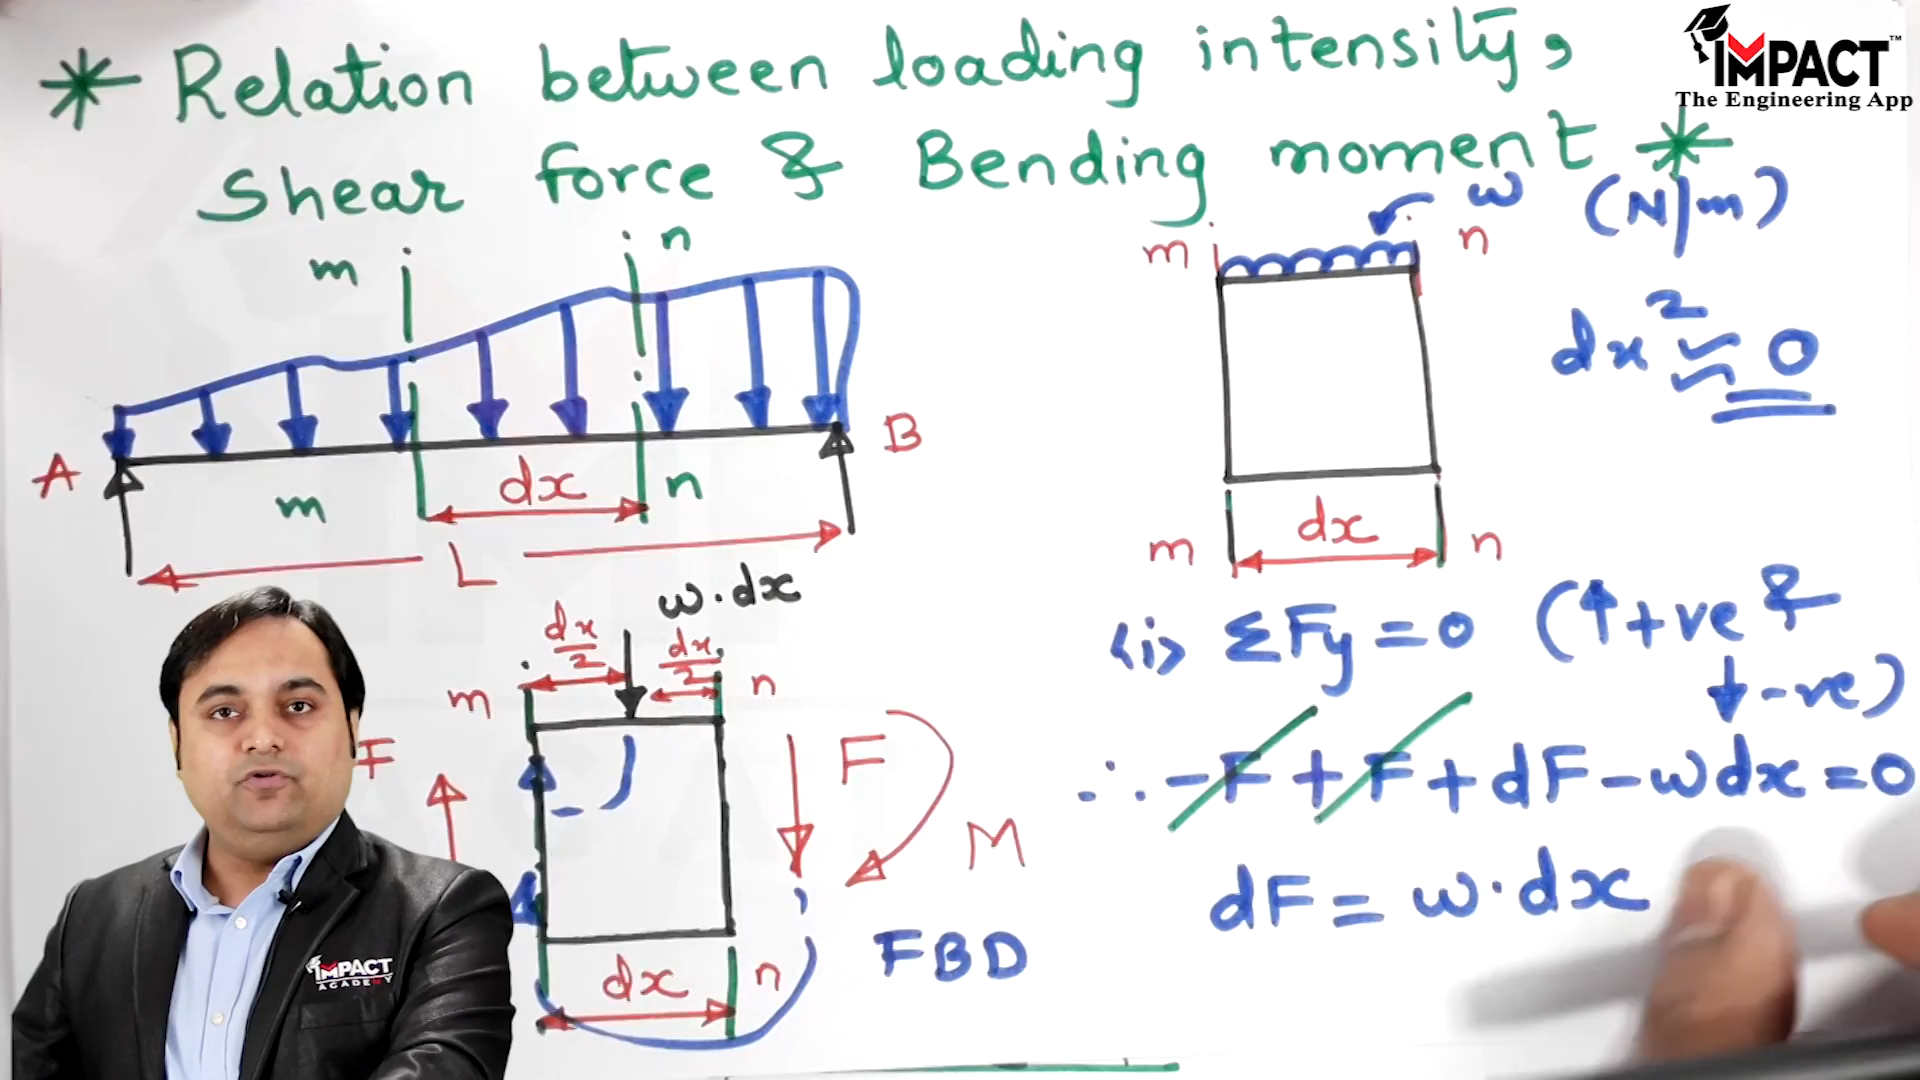 * Relation between loading intensity,
shear force & Bending moment *
IMPACT™
The Engineering App
m n
A B
m dx n
L
m ω (N/m) n
dx² ≈ 0
m dx n
ω·dx
dx/2 dx/2
m n
F F M
FBD
dx n
(i) ΣFy = 0 (↑+ve &
↓-ve)
∴ -F + F + dF - ωdx = 0
dF = ω·dx
IMPACT
ACADEMY